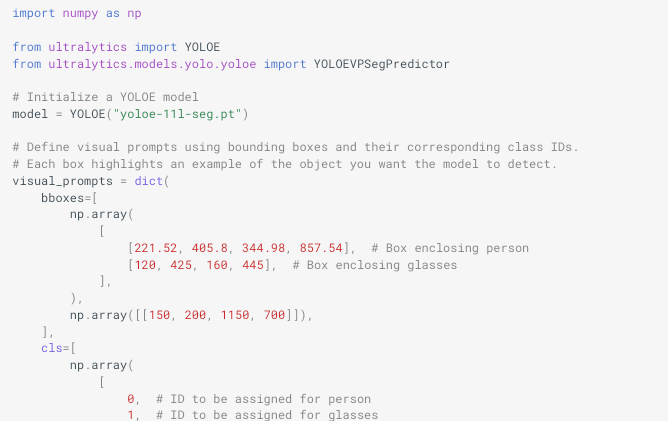 import numpy as np

from ultralytics import YOLOE
from ultralytics.models.yolo.yoloe import YOLOEVPSegPredictor

# Initialize a YOLOE model
model = YOLOE("yoloe-11l-seg.pt")

# Define visual prompts using bounding boxes and their corresponding class IDs.
# Each box highlights an example of the object you want the model to detect.
visual_prompts = dict(
    bboxes=[
        np.array(
            [
                [221.52, 405.8, 344.98, 857.54],  # Box enclosing person
                [120, 425, 160, 445],  # Box enclosing glasses
            ],
        ),
        np.array([[150, 200, 1150, 700]]),
    ],
    cls=[
        np.array(
            [
                0,  # ID to be assigned for person
                1,  # ID to be assigned for glasses